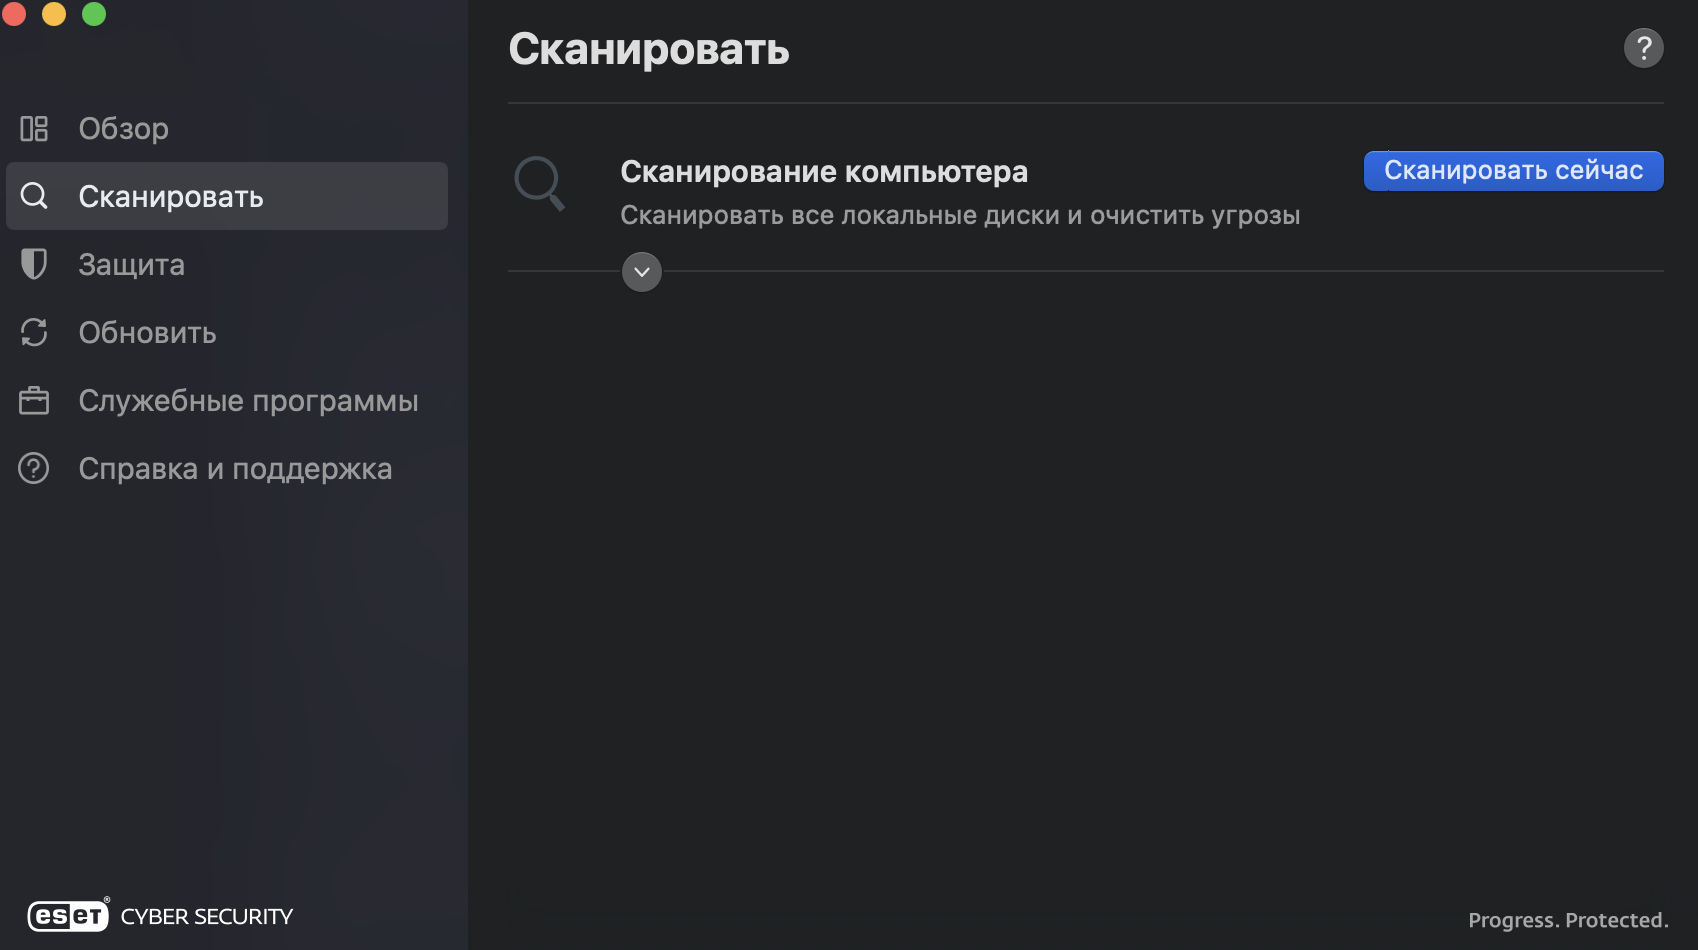 Сканировать
?
Обзор
Сканировать
Защита
Обновить
Служебные программы
Справка и поддержка
Сканирование компьютера
Сканировать сейчас
Сканировать все локальные диски и очистить угрозы
eset® CYBER SECURITY
Progress. Protected.